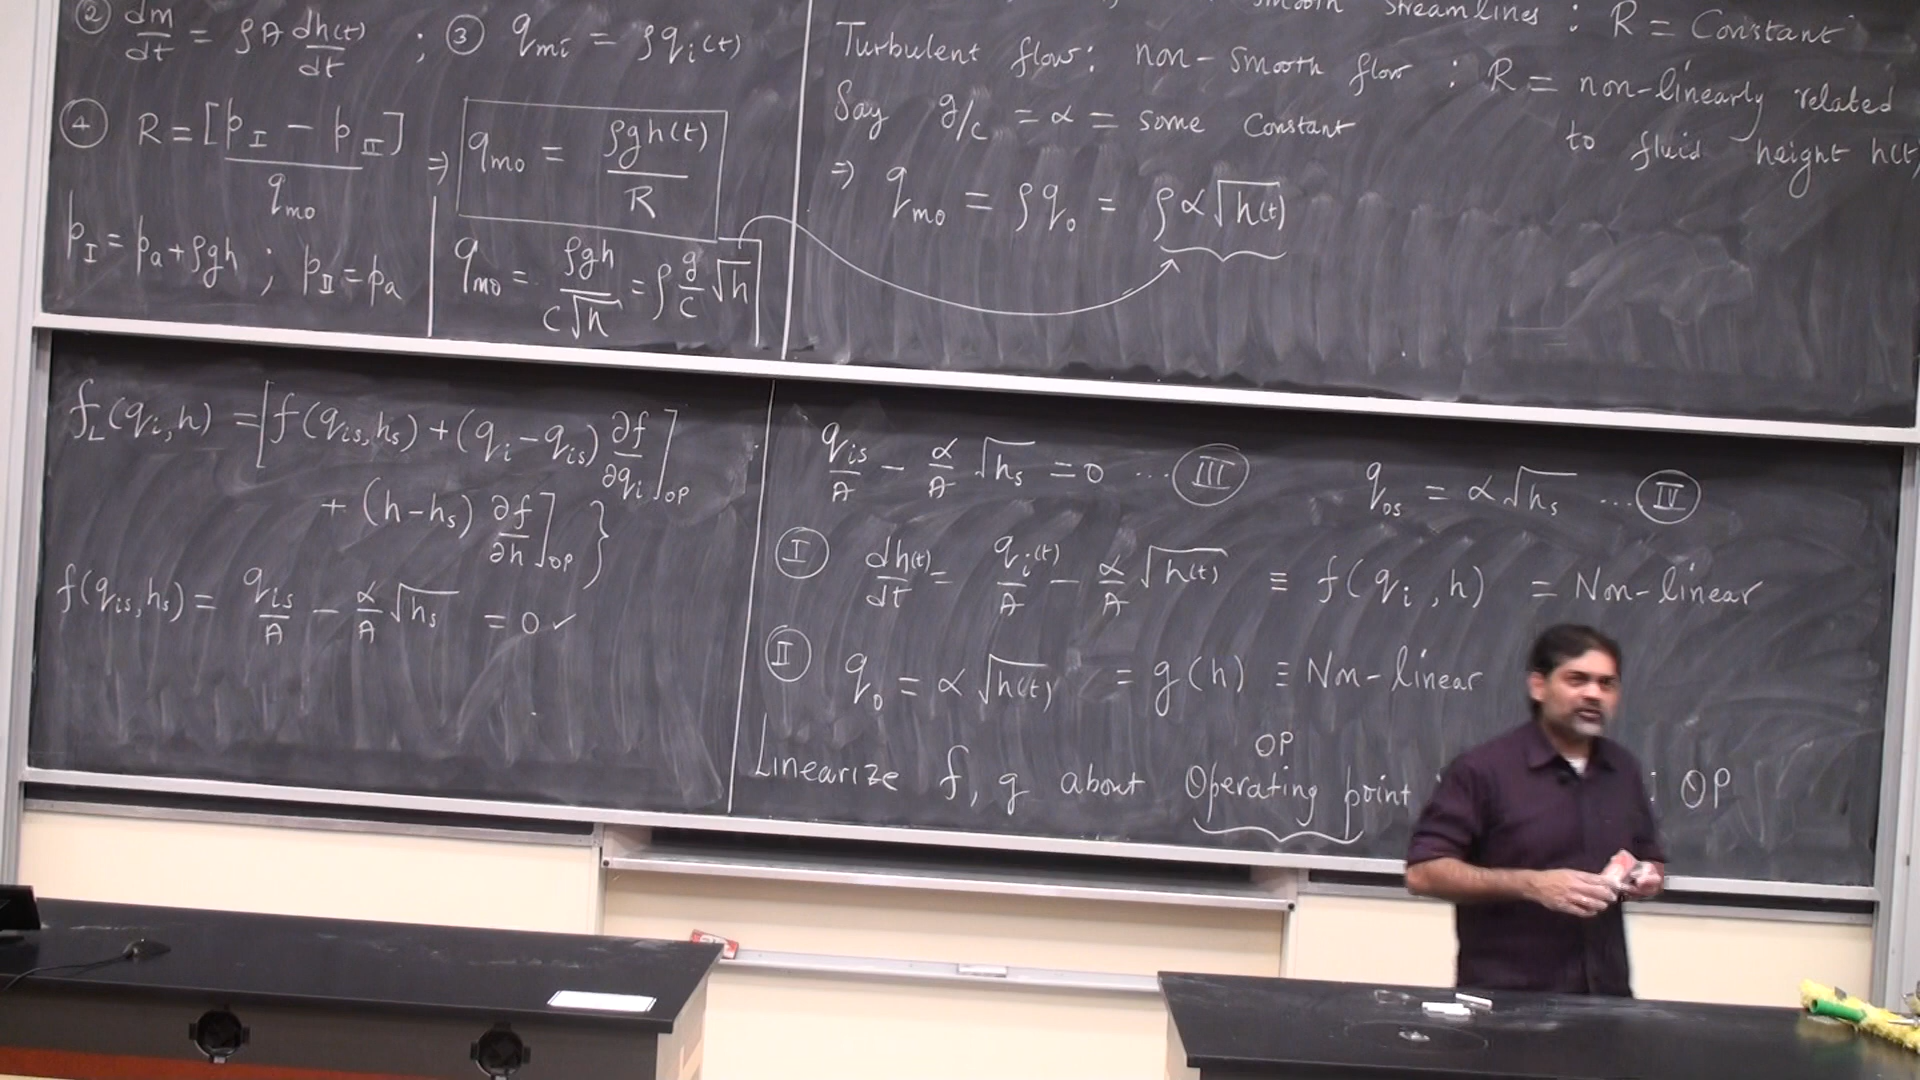 ② dm/dt = ρA dh(t)/dt ; ③ q_mi = ρq_i(t)
④ R = [p_I − p_II] / q_mo ⇒ q_mo = ρgh(t)/R
p_I = p_a + ρgh ; p_II = p_a
q_mo = ρgh/(c√h) = ρ g/c √h
smooth streamlines : R = Constant
Turbulent flow : non-smooth flow : R = non-linearly related
to fluid height h(t)
Say g/c = α = some Constant
⇒ q_mo = ρq_o = ρα√h(t)
f_L(q_i, h) = [f(q_is, h_s) + (q_i − q_is) ∂f/∂q_i]_OP
+ (h − h_s) ∂f/∂h]_OP }
f(q_is, h_s) = q_is/A − α/A √h_s = 0 ✓
q_is/A − α/A √h_s = 0 ... Ⅲ q_os = α√h_s ... Ⅳ
Ⅰ dh(t)/dt = q_i(t)/A − α/A √h(t) ≡ f(q_i, h) = Non-linear
Ⅱ q_o = α√h(t) = g(h) ≡ Non-linear
OP
Linearize f, g about Operating point : OP